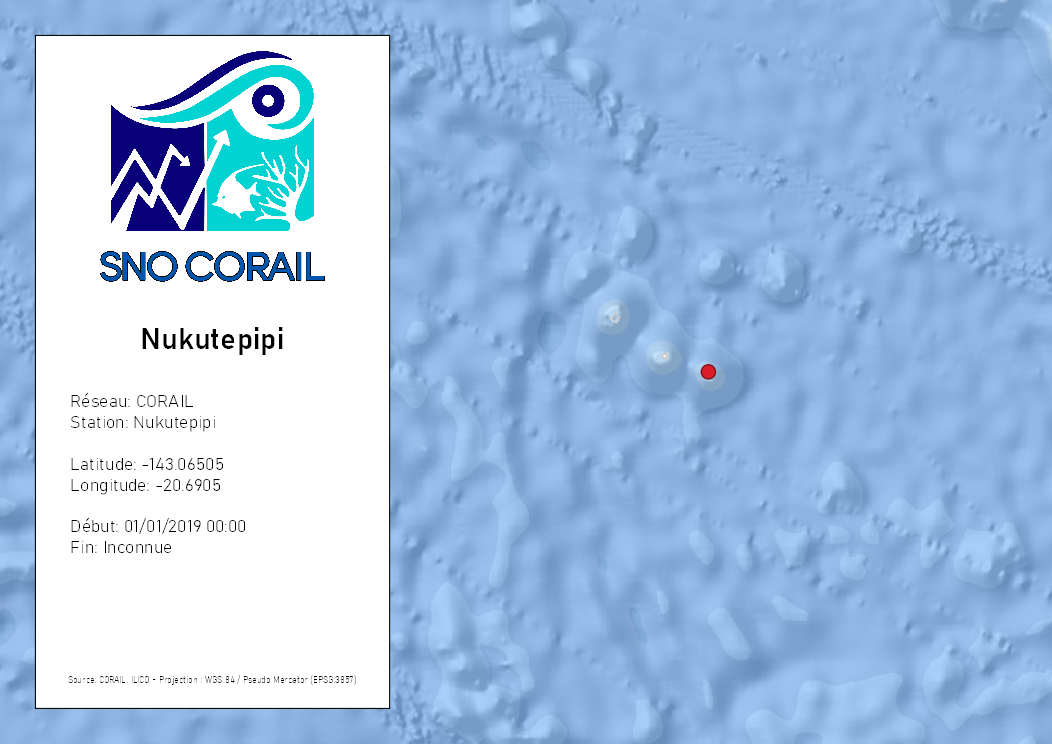 SNO CORAIL
Nukutepipi
Réseau: CORAIL
Station: Nukutepipi
Latitude: -143.06505
Longitude: -20.6905
Début: 01/01/2019 00:00
Fin: Inconnue
Source: CORAIL, ILICO - Projection : WGS 84 / Pseudo Mercator (EPSG:3857)